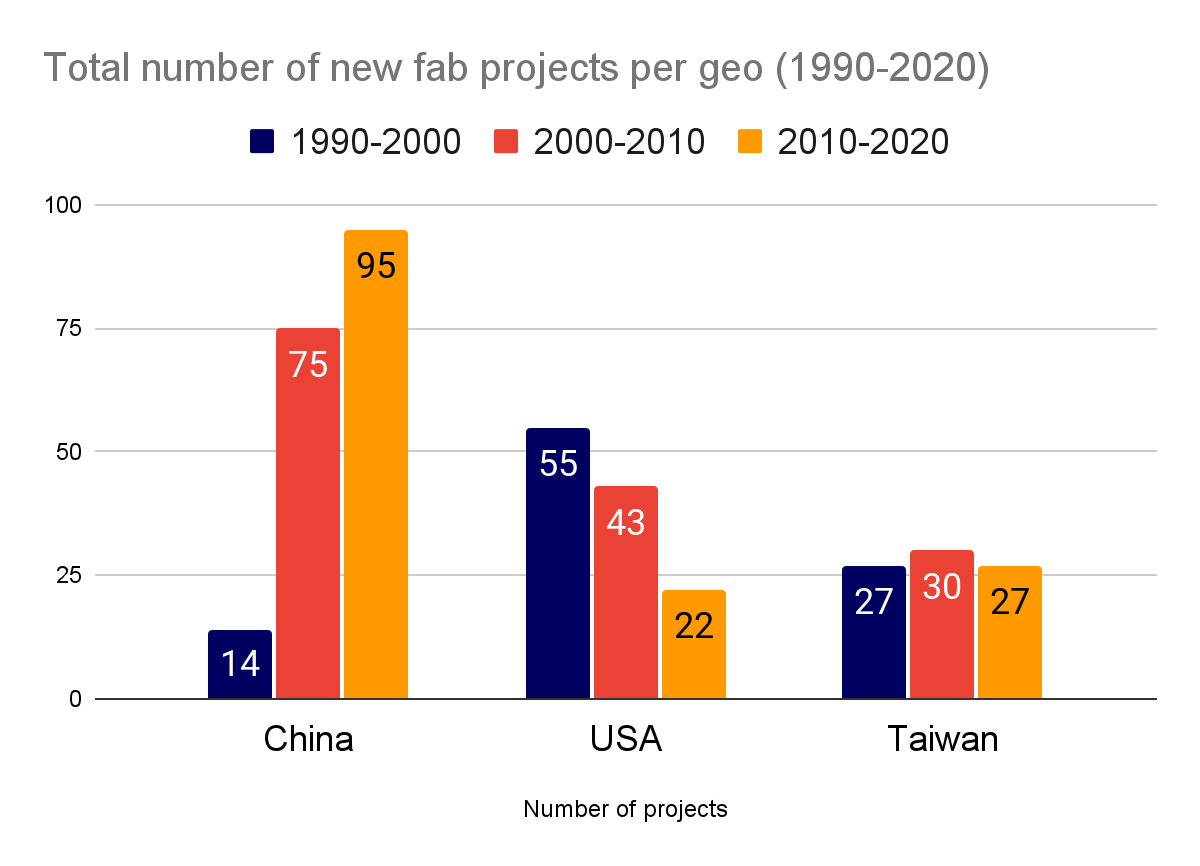 Total number of new fab projects per geo (1990-2020)
1990-2000 2000-2010 2010-2020
100
75
50
25
0
14 75 95
55 43 22
27 30 27
China USA Taiwan
Number of projects